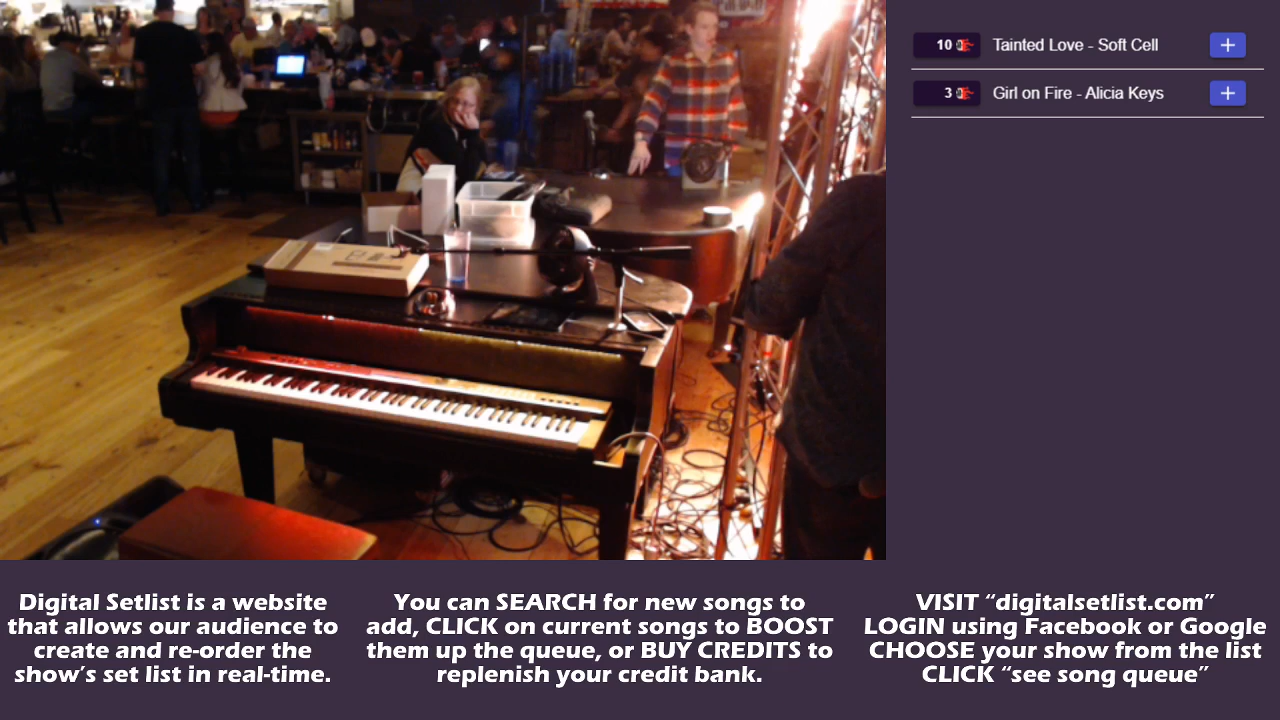 10 Tainted Love - Soft Cell +
3 Girl on Fire - Alicia Keys +
Digital Setlist is a website
that allows our audience to
create and re-order the
show's set list in real-time.
You can SEARCH for new songs to
add, CLICK on current songs to BOOST
them up the queue, or BUY CREDITS to
replenish your credit bank.
VISIT “digitalsetlist.com”
LOGIN using Facebook or Google
CHOOSE your show from the list
CLICK “see song queue”